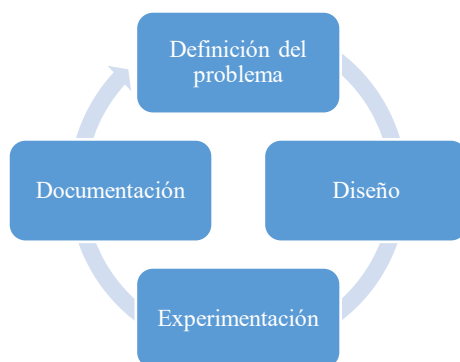 Definición del
problema
Diseño
Experimentación
Documentación